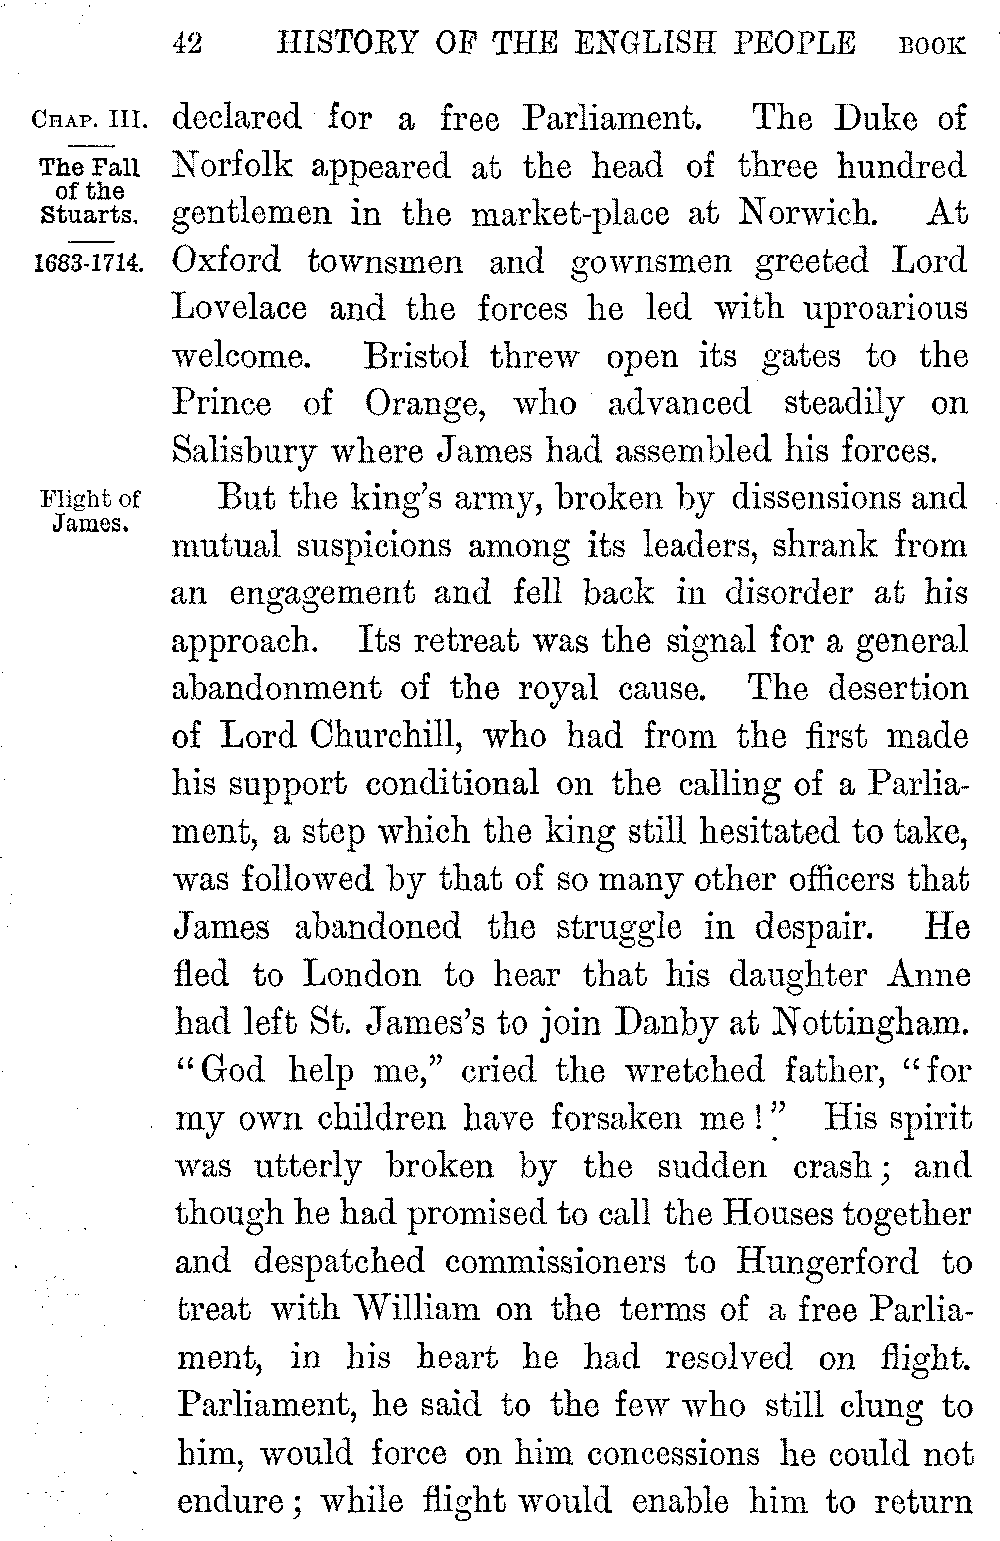 42 HISTORY OF THE ENGLISH PEOPLE BOOK
CHAP. III.
The Fall
of the
Stuarts.
1683-1714.
declared for a free Parliament. The Duke of
Norfolk appeared at the head of three hundred
gentlemen in the market-place at Norwich. At
Oxford townsmen and gownsmen greeted Lord
Lovelace and the forces he led with uproarious
welcome. Bristol threw open its gates to the
Prince of Orange, who advanced steadily on
Salisbury where James had assembled his forces.
Flight of
James.
But the king's army, broken by dissensions and
mutual suspicions among its leaders, shrank from
an engagement and fell back in disorder at his
approach. Its retreat was the signal for a general
abandonment of the royal cause. The desertion
of Lord Churchill, who had from the first made
his support conditional on the calling of a Parlia-
ment, a step which the king still hesitated to take,
was followed by that of so many other officers that
James abandoned the struggle in despair. He
fled to London to hear that his daughter Anne
had left St. James's to join Danby at Nottingham.
"God help me," cried the wretched father, "for
my own children have forsaken me!" His spirit
was utterly broken by the sudden crash; and
though he had promised to call the Houses together
and despatched commissioners to Hungerford to
treat with William on the terms of a free Parlia-
ment, in his heart he had resolved on flight.
Parliament, he said to the few who still clung to
him, would force on him concessions he could not
endure; while flight would enable him to return